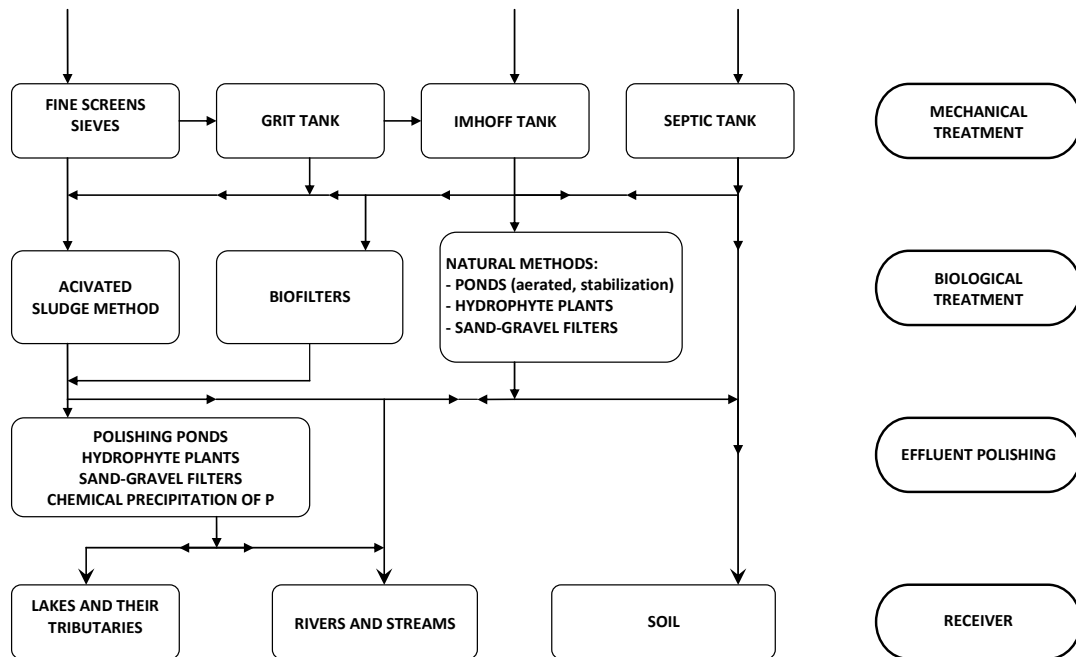 FINE SCREENS
SIEVES
GRIT TANK
IMHOFF TANK
SEPTIC TANK
MECHANICAL
TREATMENT
ACIVATED
SLUDGE METHOD
BIOFILTERS
NATURAL METHODS:
- PONDS (aerated, stabilization)
- HYDROPHYTE PLANTS
- SAND-GRAVEL FILTERS
BIOLOGICAL
TREATMENT
POLISHING PONDS
HYDROPHYTE PLANTS
SAND-GRAVEL FILTERS
CHEMICAL PRECIPITATION OF P
EFFLUENT POLISHING
LAKES AND THEIR
TRIBUTARIES
RIVERS AND STREAMS
SOIL
RECEIVER